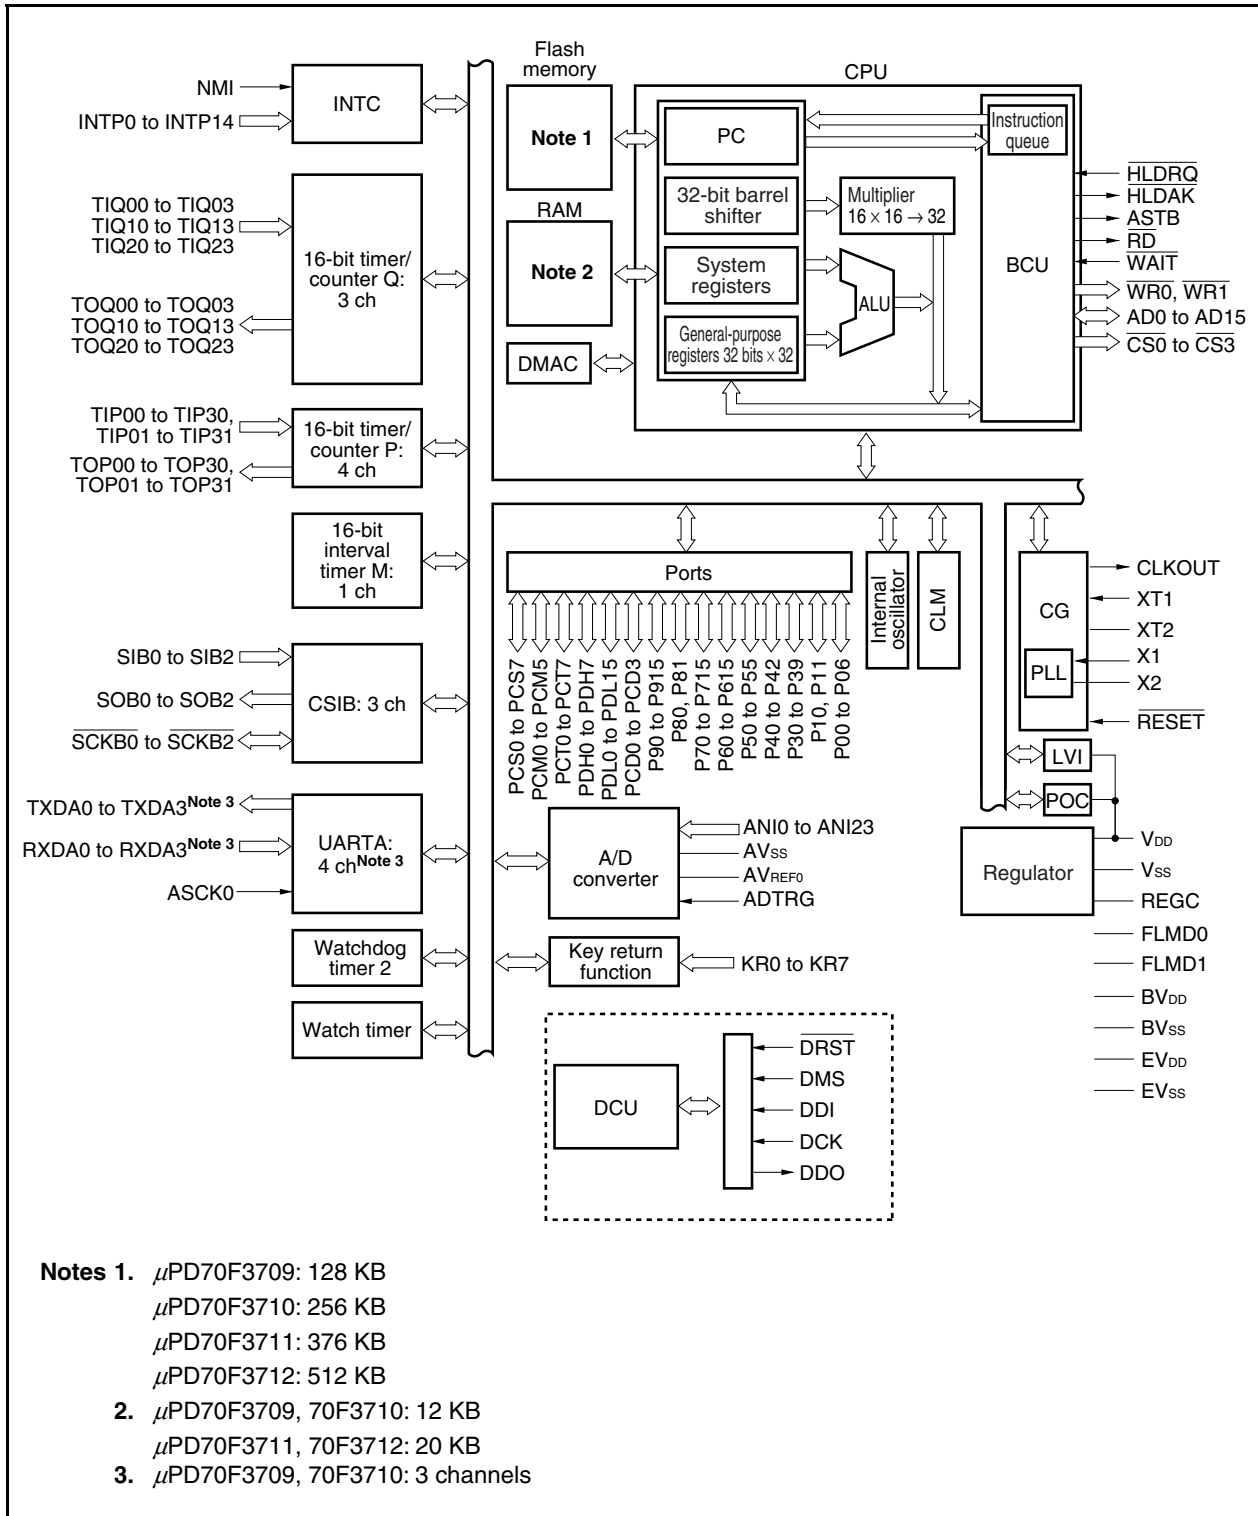 NMI
INTP0 to INTP14
INTC
TIQ00 to TIQ03
TIQ10 to TIQ13
TIQ20 to TIQ23
TOQ00 to TOQ03
TOQ10 to TOQ13
TOQ20 to TOQ23
16-bit timer/
counter Q:
3 ch
TIP00 to TIP30,
TIP01 to TIP31
TOP00 to TOP30,
TOP01 to TOP31
16-bit timer/
counter P:
4 ch
16-bit
interval
timer M:
1 ch
SIB0 to SIB2
SOB0 to SOB2
SCKB0 to SCKB2
CSIB: 3 ch
TXDA0 to TXDA3Note 3
RXDA0 to RXDA3Note 3
ASCK0
UARTA:
4 chNote 3
Watchdog
timer 2
Watch timer
Flash
memory
Note 1
RAM
Note 2
DMAC
CPU
PC
32-bit barrel
shifter
System
registers
General-purpose
registers 32 bits × 32
Multiplier
16 × 16 → 32
ALU
Instruction
queue
BCU
HLDRQ
HLDAK
ASTB
RD
WAIT
WR0, WR1
AD0 to AD15
CS0 to CS3
Ports
PCS0 to PCS7
PCM0 to PCM5
PCT0 to PCT7
PDH0 to PDH7
PDL0 to PDL15
PCD0 to PCD3
P90 to P915
P80, P81
P70 to P715
P60 to P615
P50 to P55
P40 to P42
P30 to P39
P10, P11
P00 to P06
Internal
oscillator
CLM
CG
PLL
CLKOUT
XT1
XT2
X1
X2
RESET
LVI
POC
Regulator
VDD
VSS
REGC
FLMD0
FLMD1
BVDD
BVSS
EVDD
EVSS
A/D
converter
ANI0 to ANI23
AVSS
AVREF0
ADTRG
Key return
function
KR0 to KR7
DCU
DRST
DMS
DDI
DCK
DDO
Notes 1. μPD70F3709: 128 KB
μPD70F3710: 256 KB
μPD70F3711: 376 KB
μPD70F3712: 512 KB
2. μPD70F3709, 70F3710: 12 KB
μPD70F3711, 70F3712: 20 KB
3. μPD70F3709, 70F3710: 3 channels